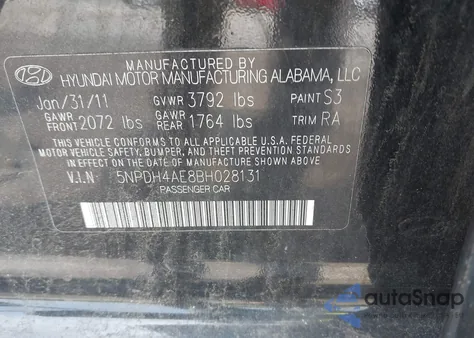 MANUFACTURED BY
HYUNDAI MOTOR MANUFACTURING ALABAMA, LLC
Jan/31/11 GVWR 3792 lbs PAINT S3
GAWR FRONT 2072 lbs GAWR REAR 1764 lbs TRIM RA
THIS VEHICLE CONFORMS TO ALL APPLICABLE U.S.A. FEDERAL
MOTOR VEHICLE SAFETY, BUMPER, AND THEFT PREVENTION STANDARDS
IN EFFECT ON THE DATE OF MANUFACTURE SHOWN ABOVE.
V.I.N- 5NPDH4AE8BH028131
PASSENGER CAR
autoSnap